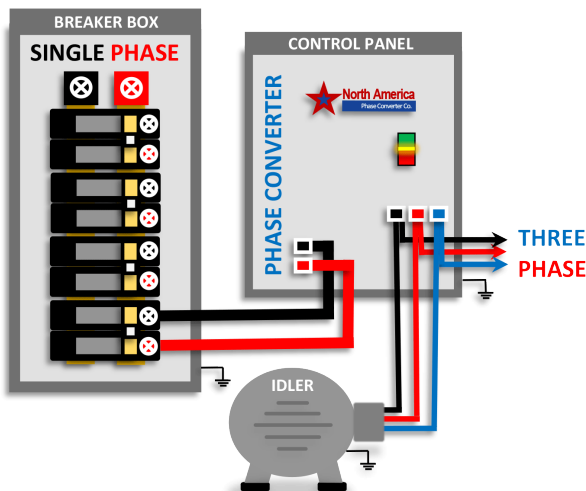 BREAKER BOX
SINGLE PHASE
CONTROL PANEL
PHASE CONVERTER
North America
Phase Converter Co.
THREE
PHASE
IDLER